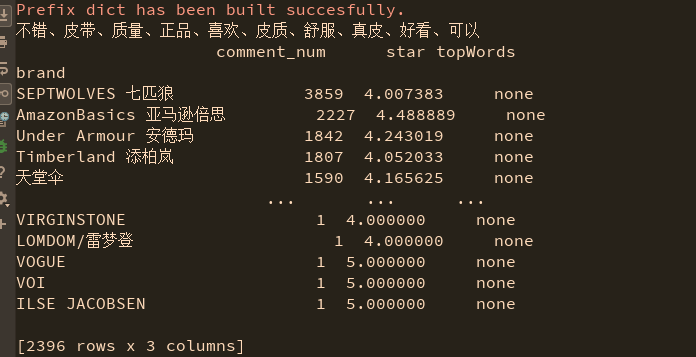 Prefix dict has been built succesfully.
不错、皮带、质量、正品、喜欢、皮质、舒服、真皮、好看、可以
comment_num star topWords
brand
SEPTWOLVES 七匹狼 3859 4.007383 none
AmazonBasics 亚马逊倍思 2227 4.488889 none
Under Armour 安德玛 1842 4.243019 none
Timberland 添柏岚 1807 4.052033 none
天堂伞 1590 4.165625 none
... ... ...
VIRGINSTONE 1 4.000000 none
LOMDOM/雷梦登 1 4.000000 none
VOGUE 1 5.000000 none
VOI 1 5.000000 none
ILSE JACOBSEN 1 5.000000 none
[2396 rows x 3 columns]